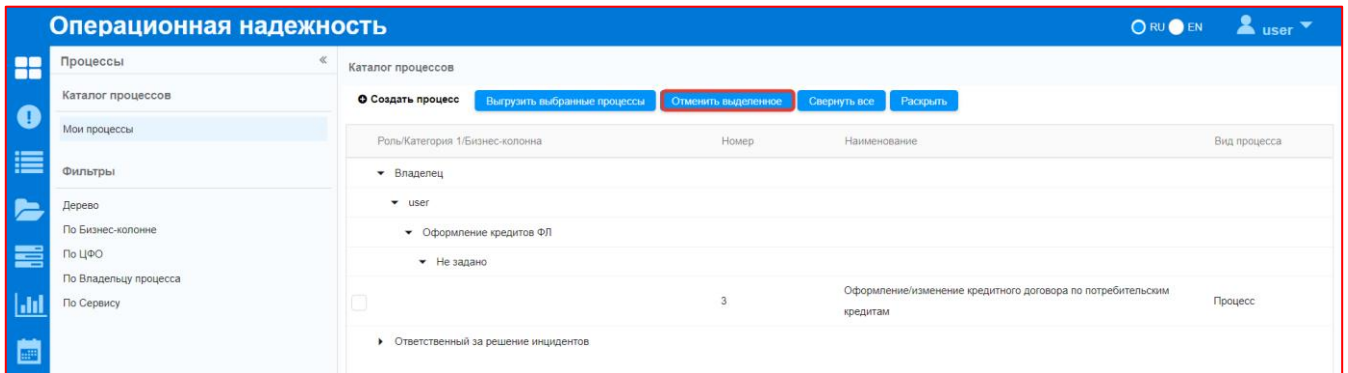 Операционная надежность
RU EN user
Процессы «
Каталог процессов
Мои процессы
Фильтры
Дерево
По Бизнес-колонне
По ЦФО
По Владельцу процесса
По Сервису
Каталог процессов
Создать процесс Выгрузить выбранные процессы Отменить выделенное Свернуть все Раскрыть
Роль/Категория 1/Бизнес-колонна Номер Наименование Вид процесса
Владелец
user
Оформление кредитов ФЛ
Не задано
3 Оформление/изменение кредитного договора по потребительским Процесс
кредитам
Ответственный за решение инцидентов